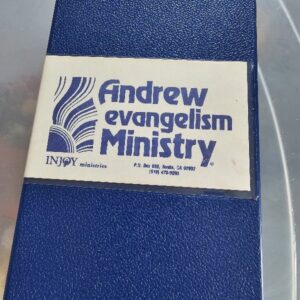 Andrew
evangelism
Ministry
INJOY ministries
P.O. Box